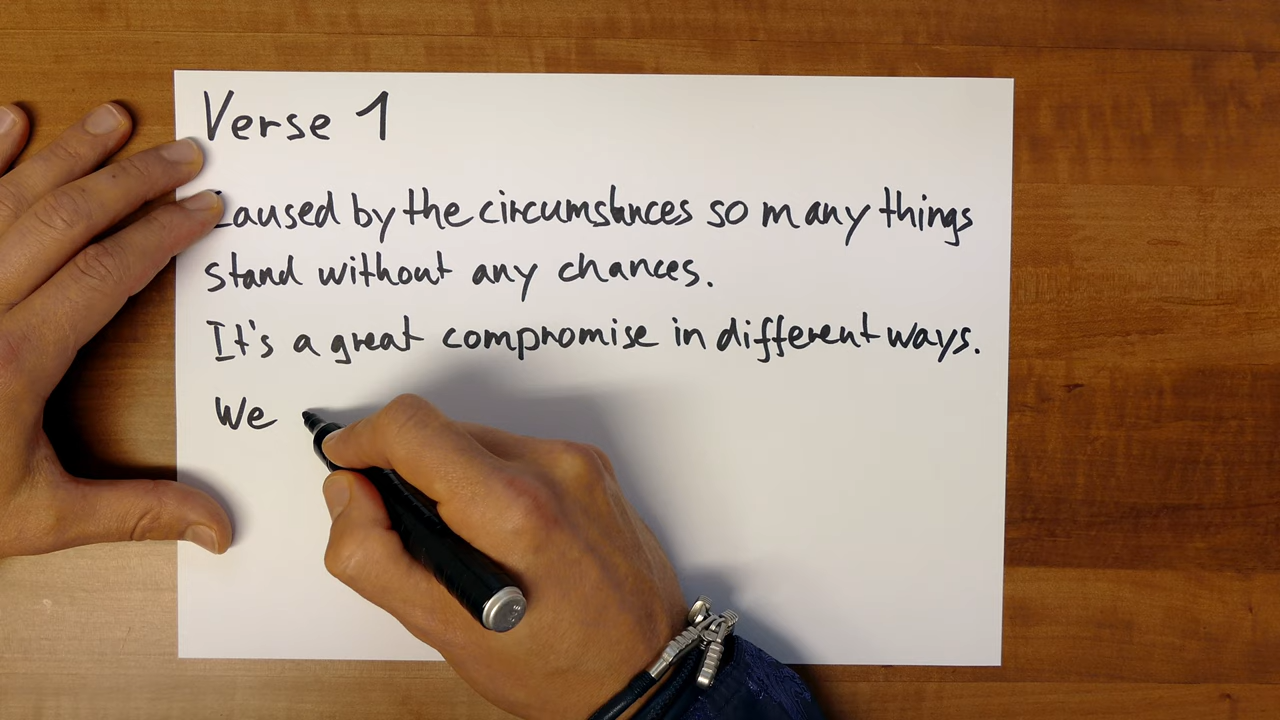 Verse 1
Caused by the circumstances so many things
stand without any chances.
It's a great compromise in different ways.
We